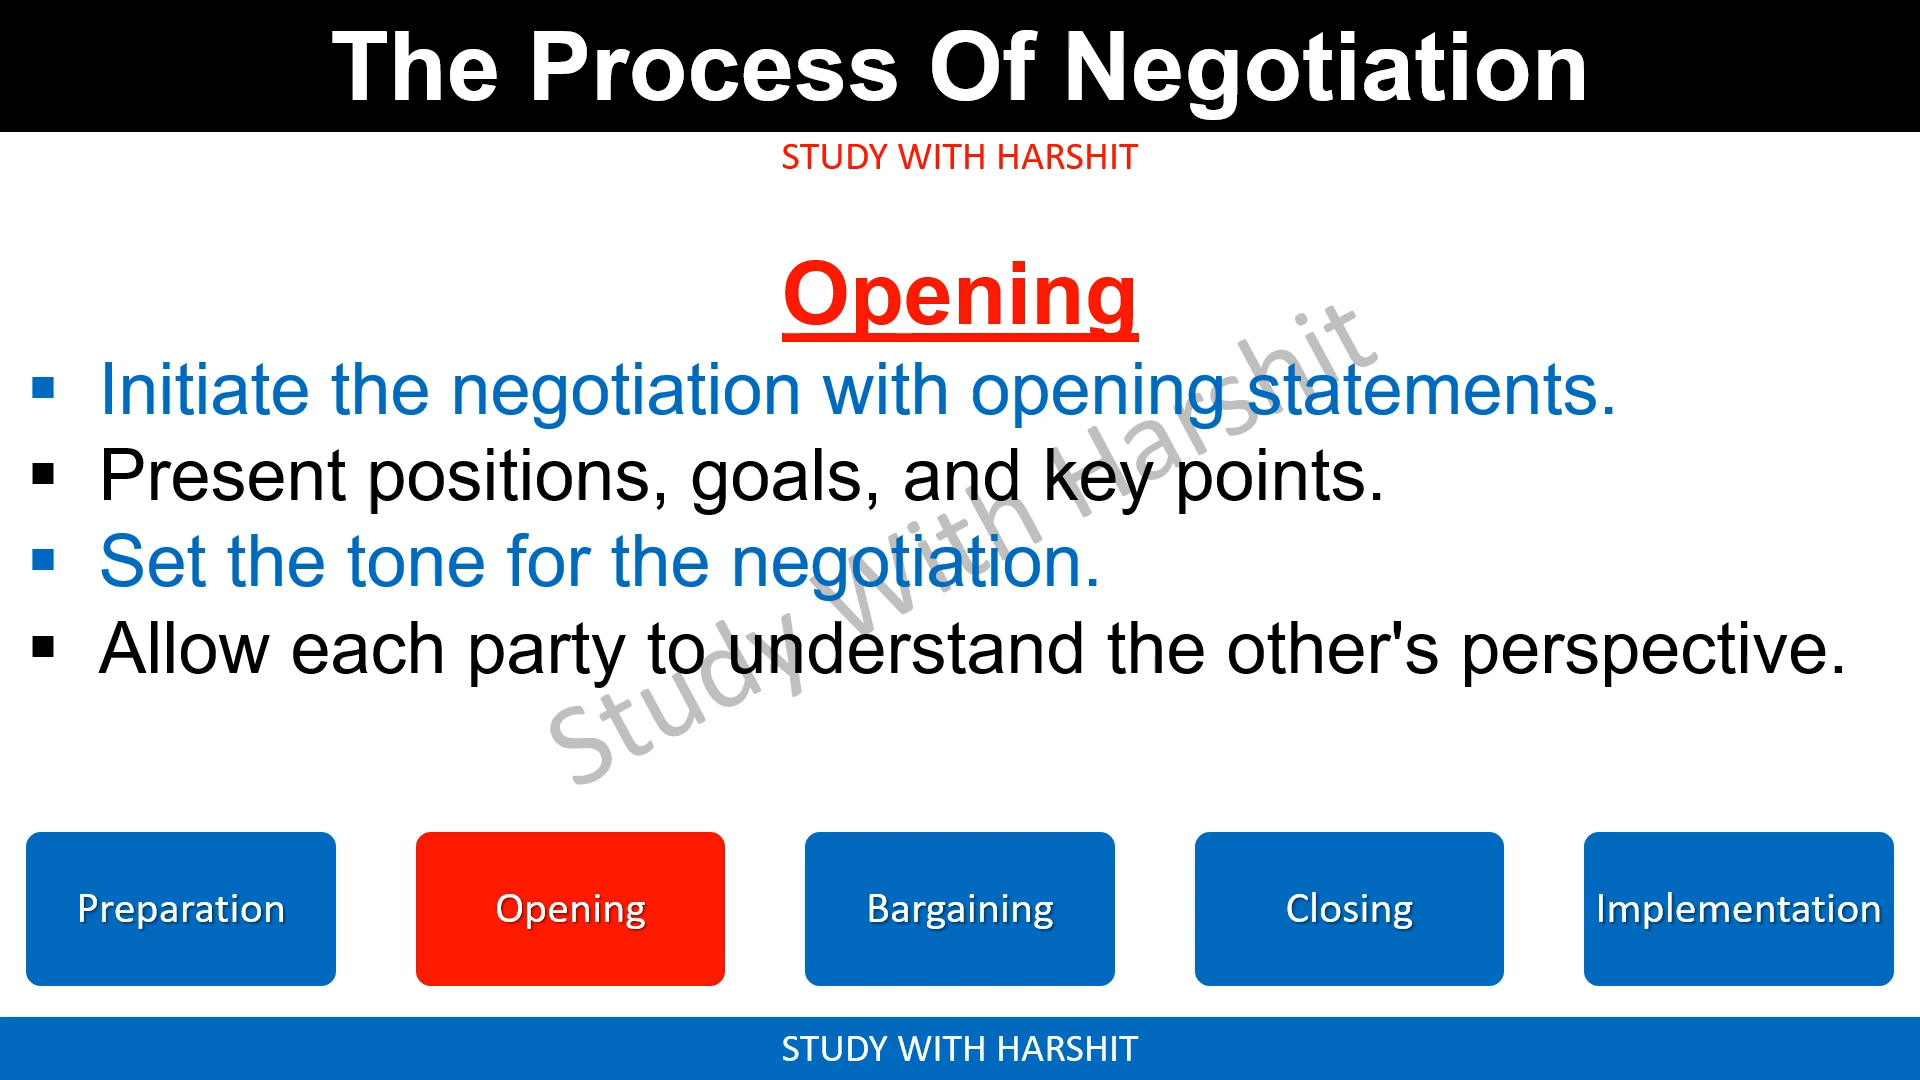 The Process Of Negotiation
STUDY WITH HARSHIT
Opening
▪ Initiate the negotiation with opening statements.
▪ Present positions, goals, and key points.
▪ Set the tone for the negotiation.
▪ Allow each party to understand the other's perspective.
Study With Harshit
Preparation
Opening
Bargaining
Closing
Implementation
STUDY WITH HARSHIT